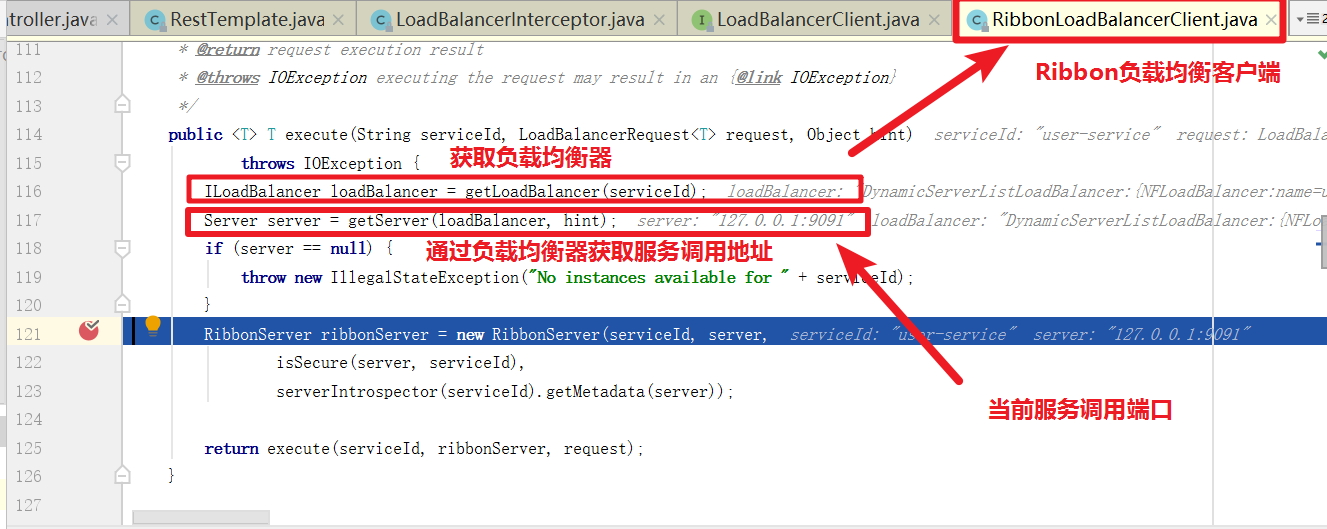 ntroller.java RestTemplate.java LoadBalancerInterceptor.java LoadBalancerClient.java RibbonLoadBalancerClient.java 2
111 * @return request execution result
Ribbon负载均衡客户端
112 * @throws IOException executing the request may result in an {@link IOException}
113 */
114 public <T> T execute(String serviceId, LoadBalancerRequest<T> request, Object hint) serviceId: "user-service" request: LoadBala
115 throws IOException {
获取负载均衡器
116 ILoadBalancer loadBalancer = getLoadBalancer(serviceId); loadBalancer: "DynamicServerListLoadBalancer:{NFLoadBalancer:name=u
117 Server server = getServer(loadBalancer, hint); server: "127.0.0.1:9091" loadBalancer: "DynamicServerListLoadBalancer:{NFLo
118 if (server == null) {
通过负载均衡器获取服务调用地址
119 throw new IllegalStateException("No instances available for " + serviceId);
120 }
121 RibbonServer ribbonServer = new RibbonServer(serviceId, server, serviceId: "user-service" server: "127.0.0.1:9091"
122 isSecure(server, serviceId),
123 serverIntrospector(serviceId).getMetadata(server));
当前服务调用端口
124
125 return execute(serviceId, ribbonServer, request);
126 }
127